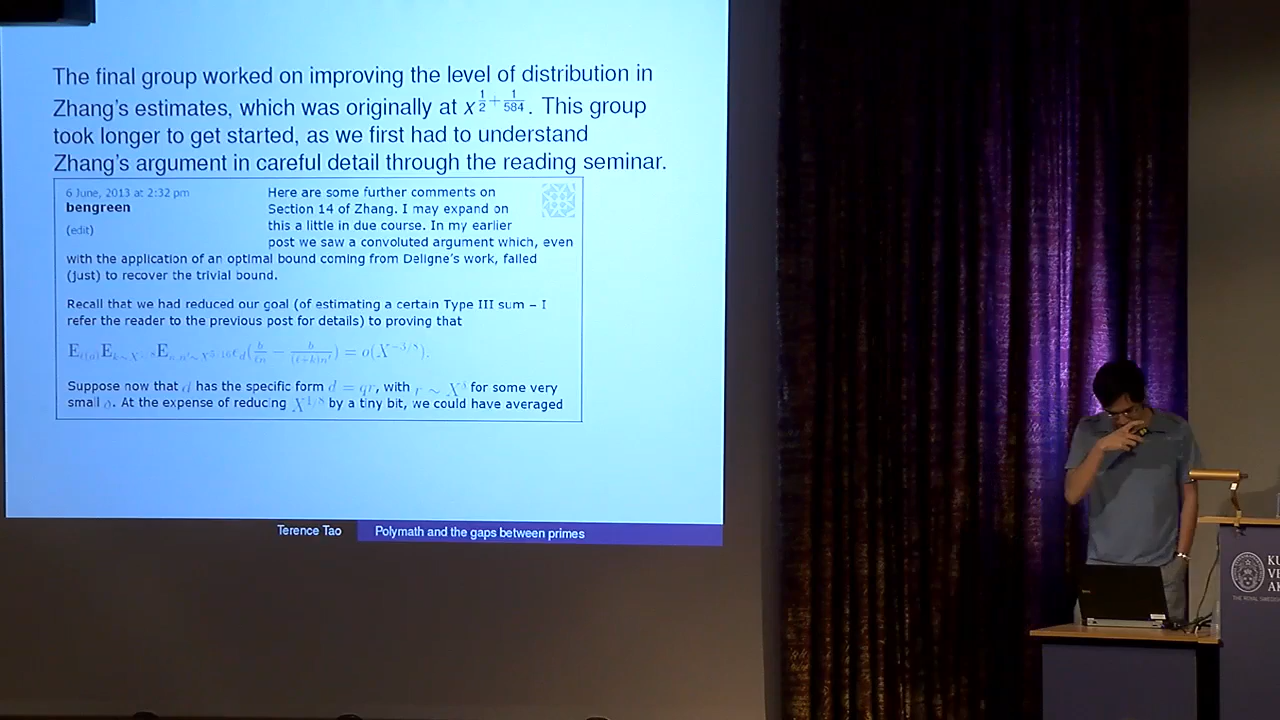 The final group worked on improving the level of distribution in
Zhang's estimates, which was originally at x^{1/2+1/584}. This group
took longer to get started, as we first had to understand
Zhang's argument in careful detail through the reading seminar.
6 June, 2013 at 2:32 pm
bengreen
(edit)
Here are some further comments on
Section 14 of Zhang. I may expand on
this a little in due course. In my earlier
post we saw a convoluted argument which, even
with the application of an optimal bound coming from Deligne's work, failed
(just) to recover the trivial bound.
Recall that we had reduced our goal (of estimating a certain Type III sum – I
refer the reader to the previous post for details) to proving that
Suppose now that d has the specific form d = qr, with for some very
small . At the expense of reducing by a tiny bit, we could have averaged
Terence Tao Polymath and the gaps between primes
KU
VE
AK
THE ROYAL